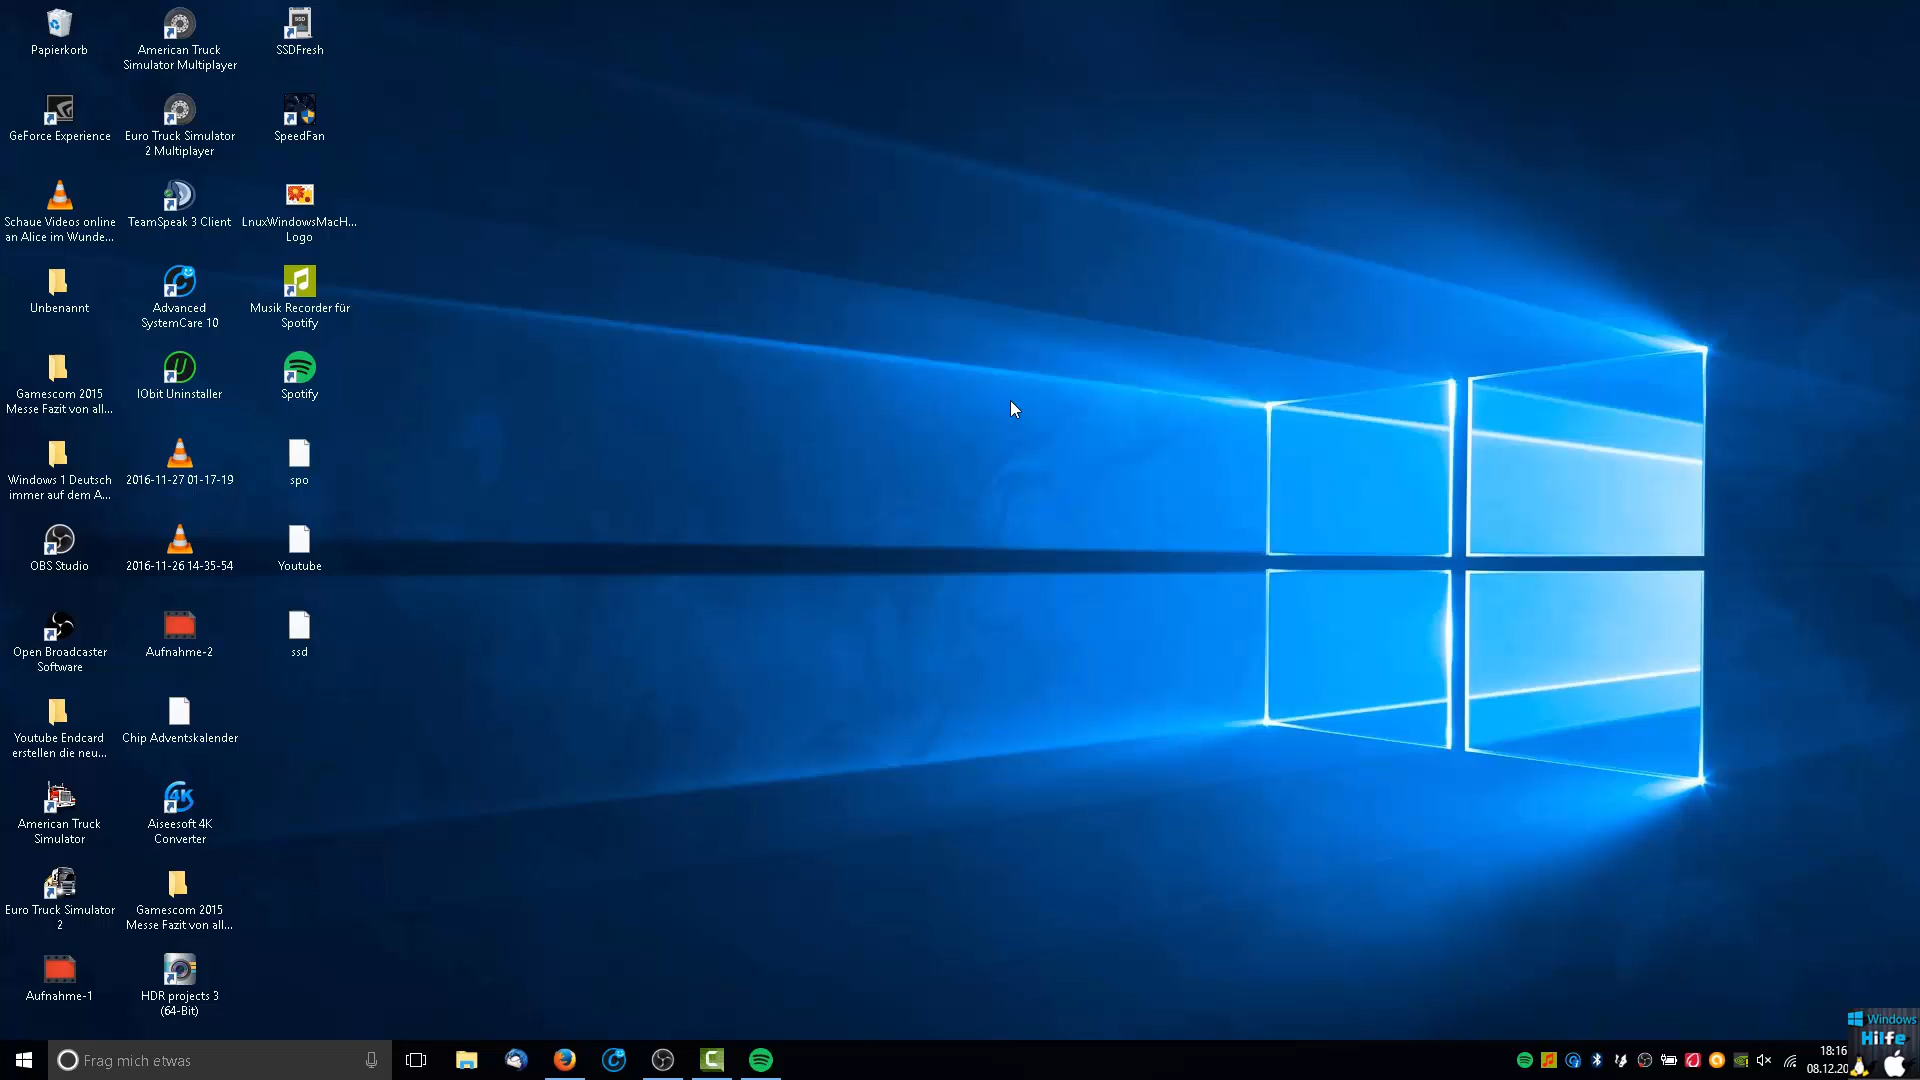 Papierkorb
American Truck
Simulator Multiplayer
SSDFresh
GeForce Experience
Euro Truck Simulator
2 Multiplayer
SpeedFan
Schaue Videos online
an Alice im Wunde...
TeamSpeak 3 Client
LnuxWindowsMacH...
Logo
Unbenannt
Advanced
SystemCare 10
Musik Recorder für
Spotify
Gamescom 2015
Messe Fazit von all...
IObit Uninstaller
Spotify
Windows 1 Deutsch
immer auf dem A...
2016-11-27 01-17-19
spo
OBS Studio
2016-11-26 14-35-54
Youtube
Open Broadcaster
Software
Aufnahme-2
ssd
Youtube Endcard
erstellen die neu...
Chip Adventskalender
American Truck
Simulator
4K
Aiseesoft 4K
Converter
Euro Truck Simulator
2
Gamescom 2015
Messe Fazit von all...
Aufnahme-1
HDR projects 3
(64-Bit)
Frag mich etwas
18:16
08.12.20
Windows
Hilfe